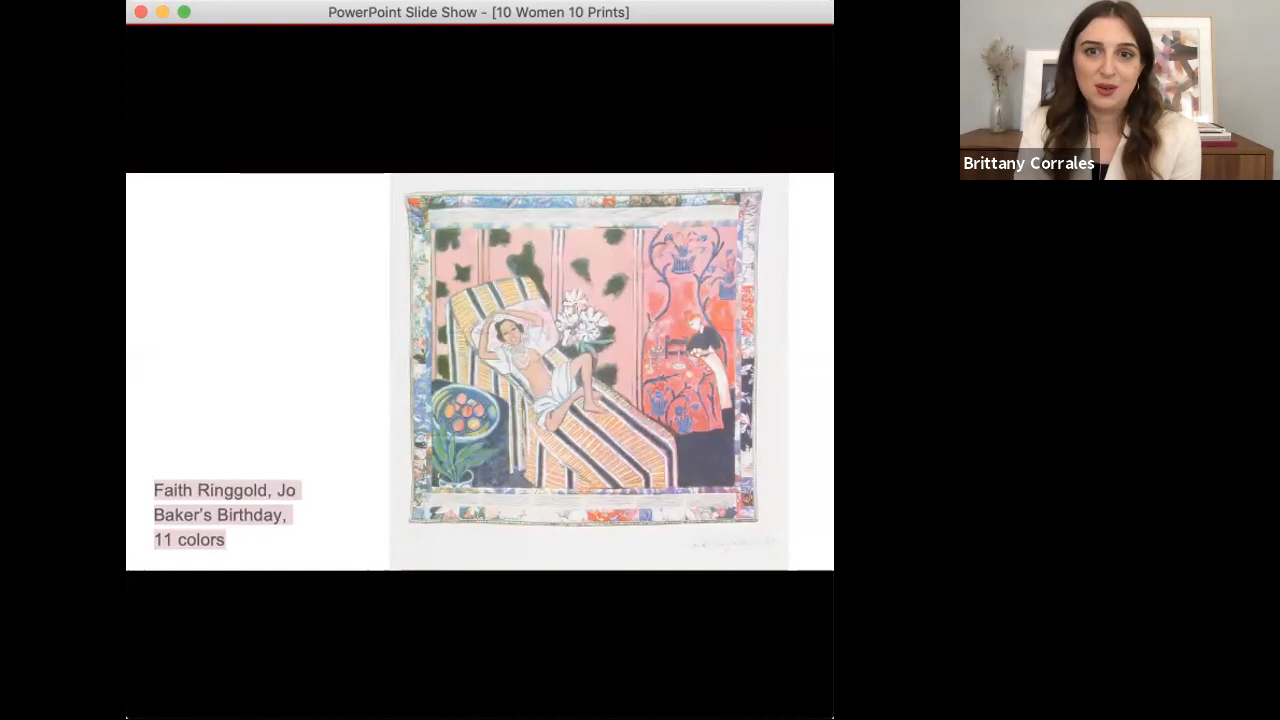 PowerPoint Slide Show - [10 Women 10 Prints]
Brittany Corrales
Faith Ringgold, Jo
Baker's Birthday,
11 colors